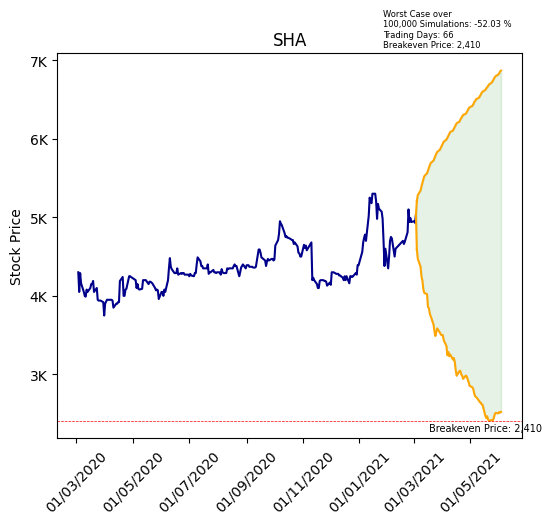 Worst Case over
100,000 Simulations: -52.03 %
Trading Days: 66
Breakeven Price: 2,410
SHA
7K
6K
5K
4K
3K
Stock Price
Breakeven Price: 2,410
01/03/2020
01/05/2020
01/07/2020
01/09/2020
01/11/2020
01/01/2021
01/03/2021
01/05/2021